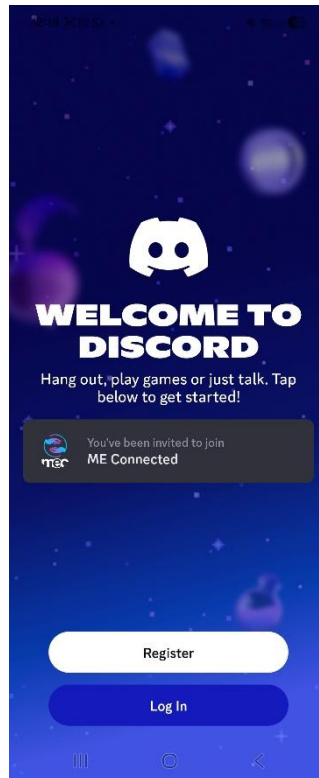 WELCOME TO
DISCORD
Hang out, play games or just talk. Tap
below to get started!
You've been invited to join
mec
ME Connected
Register
Log In